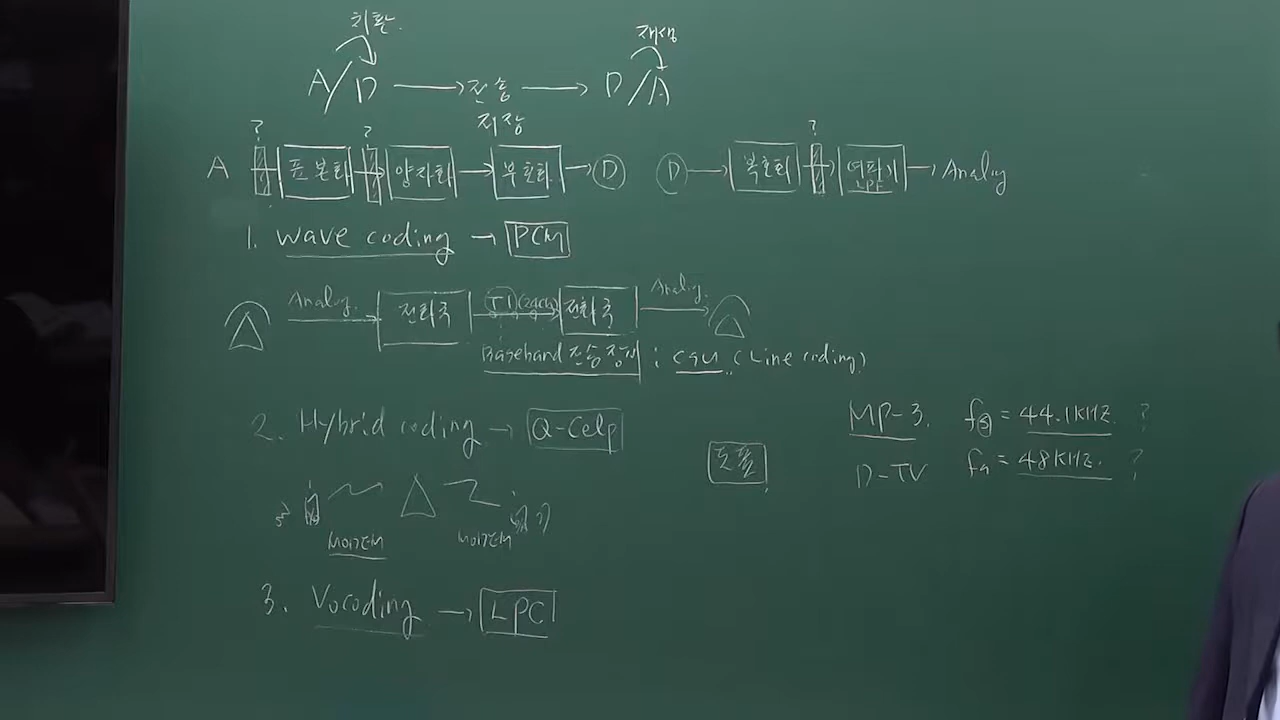 치환 재생
A/D → 전송 → D/A
저장
? ? ?
A 표본화 → 양자화 → 부호화 → D D → 복호화 → 여파기 → Analog
LPF
1. Wave coding → PCM
Analog 전화국 T1 (24ch) 전화국 Analog
Baseband 전송장비 : CSU (Line coding)
2. Hybrid coding → Q-Celp
MP-3. fs = 44.1KHZ ?
토플
D-TV = 48KHZ. ?
MODEM MODEM
3. Vocoding → LPC